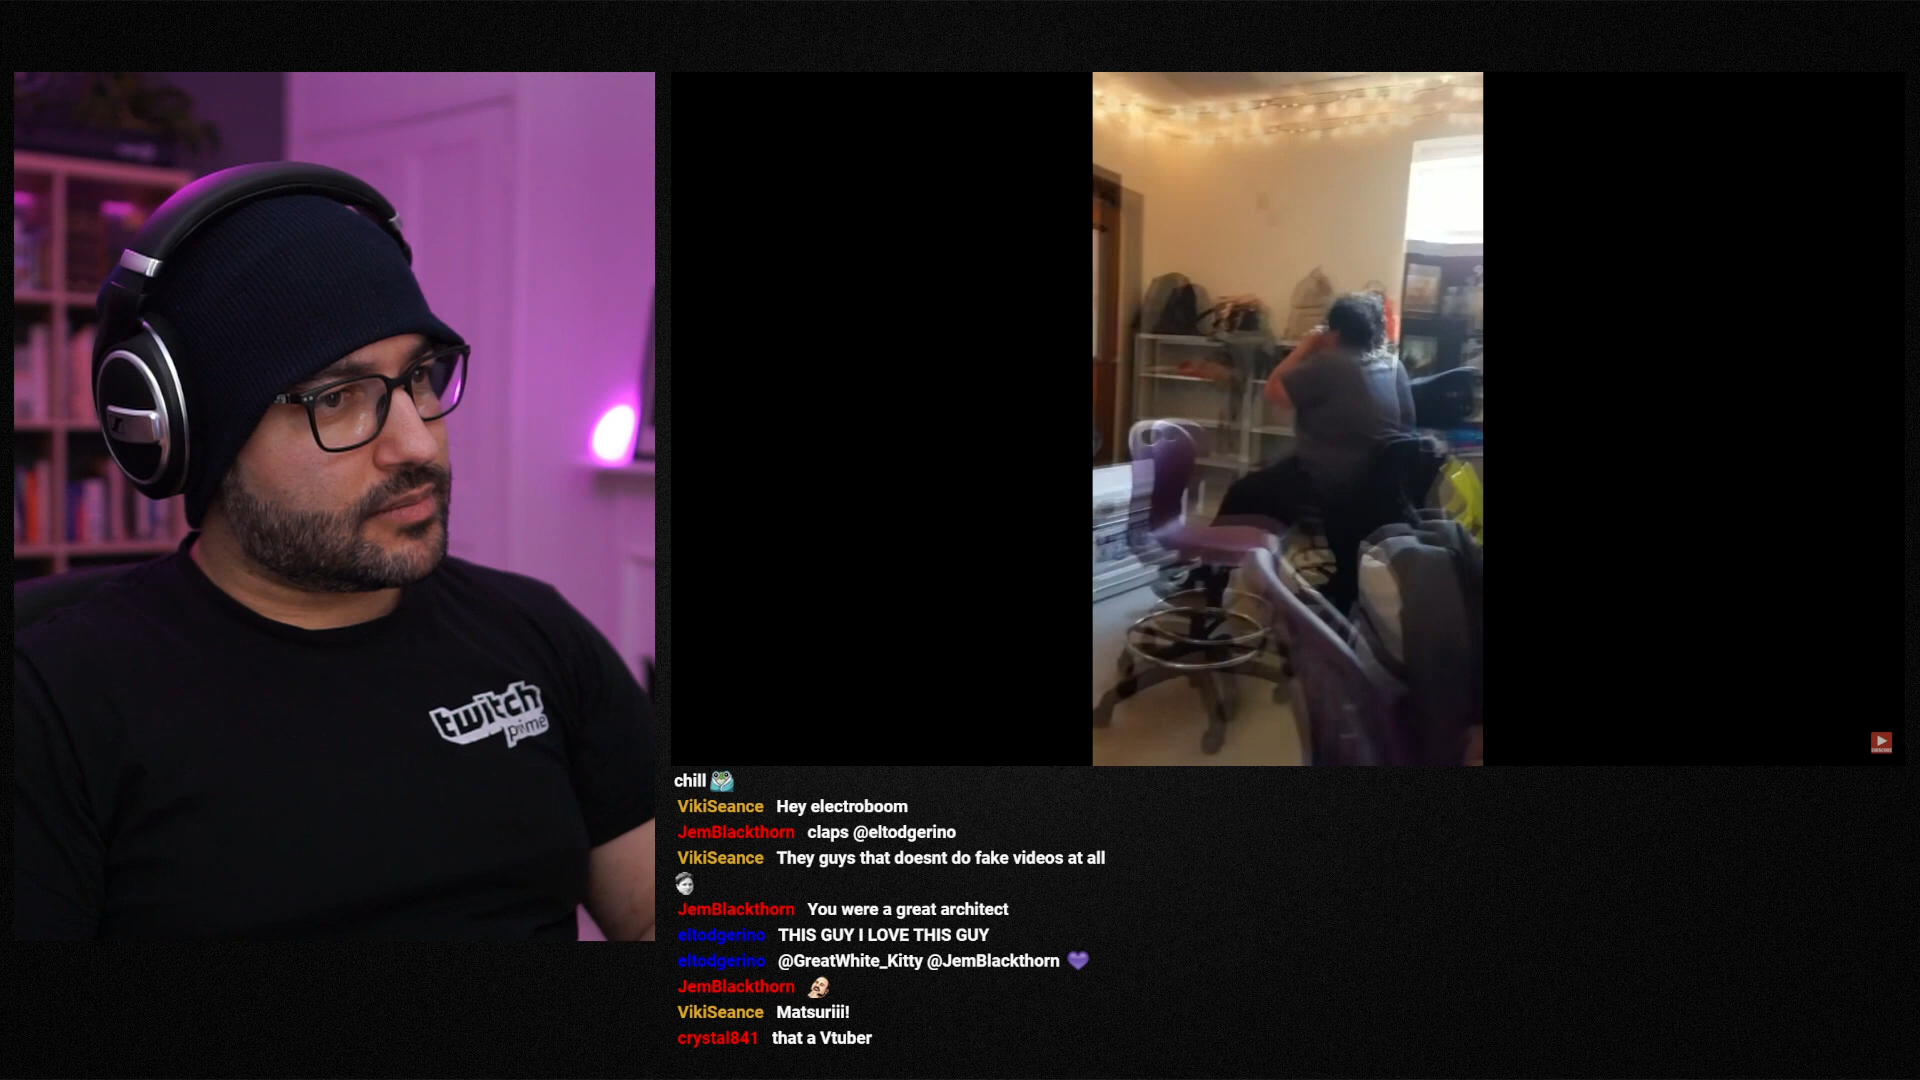 twitch
prime
chill
VikiSeance Hey electroboom
JemBlackthorn claps @eltodgerino
VikiSeance They guys that doesnt do fake videos at all
JemBlackthorn You were a great architect
eltodgerino THIS GUY I LOVE THIS GUY
eltodgerino @GreatWhite_Kitty @JemBlackthorn
JemBlackthorn
VikiSeance Matsuriii!
crystal841 that a Vtuber